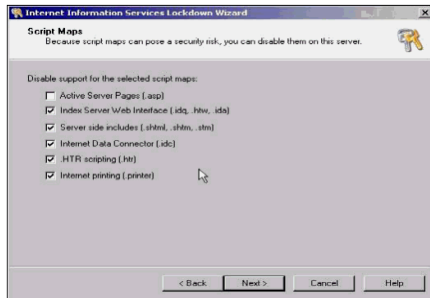 Internet Information Services Lockdown Wizard
Script Maps
Because script maps can pose a security risk, you can disable them on this server.
Disable support for the selected script maps:
Active Server Pages (.asp)
Index Server Web Interface (.idq, .htw, .ida)
Server side includes (.shtml, .shtm, .stm)
Internet Data Connector (.idc)
.HTR scripting (.htr)
Internet printing (.printer)
< Back Next > Cancel Help